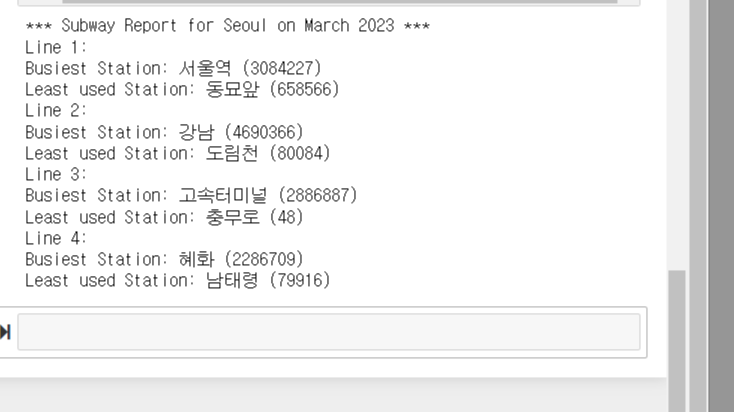 *** Subway Report for Seoul on March 2023 ***
Line 1:
Busiest Station: 서울역 (3084227)
Least used Station: 동묘앞 (658566)
Line 2:
Busiest Station: 강남 (4690366)
Least used Station: 도림천 (80084)
Line 3:
Busiest Station: 고속터미널 (2886887)
Least used Station: 충무로 (48)
Line 4:
Busiest Station: 혜화 (2286709)
Least used Station: 남태령 (79916)